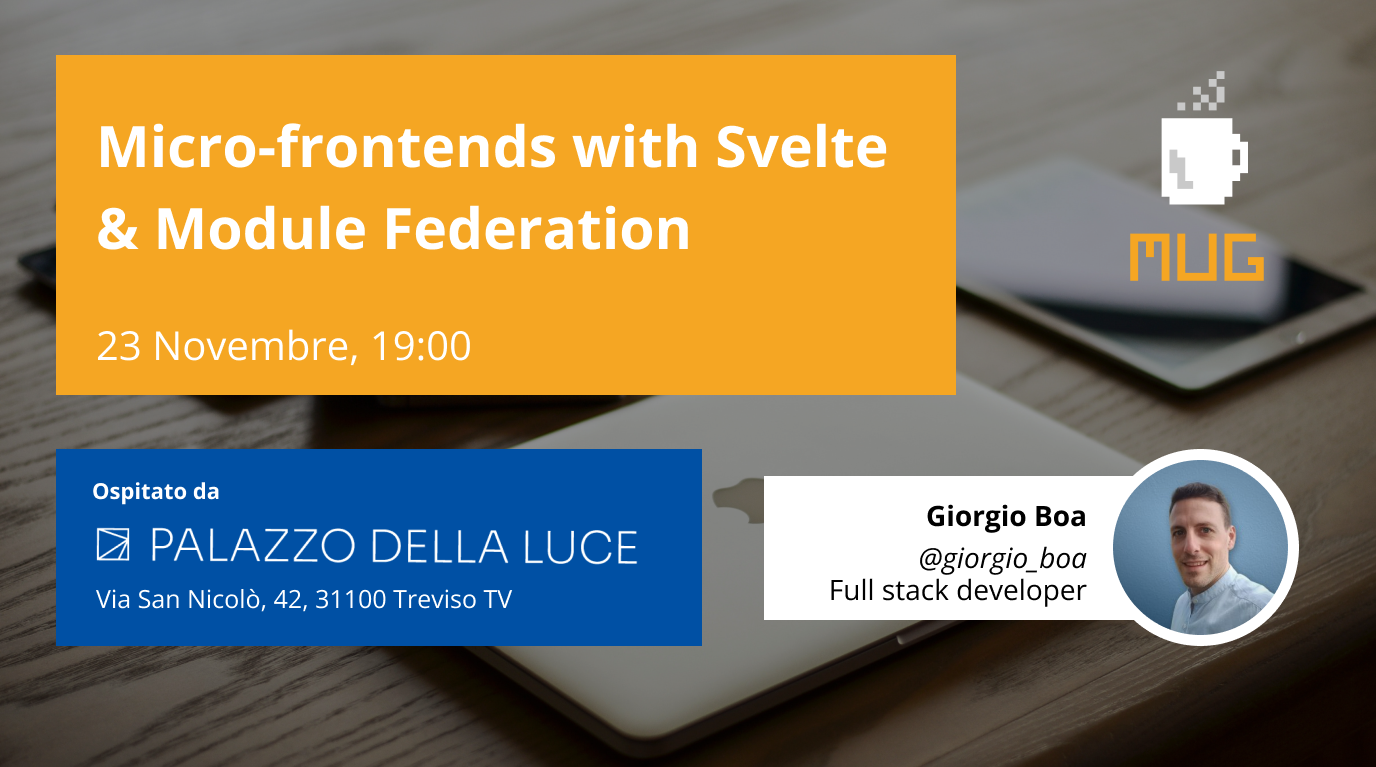 Micro-frontends with Svelte
& Module Federation
23 Novembre, 19:00
MUG
Ospitato da
PALAZZO DELLA LUCE
Via San Nicolò, 42, 31100 Treviso TV
Giorgio Boa
@giorgio_boa
Full stack developer